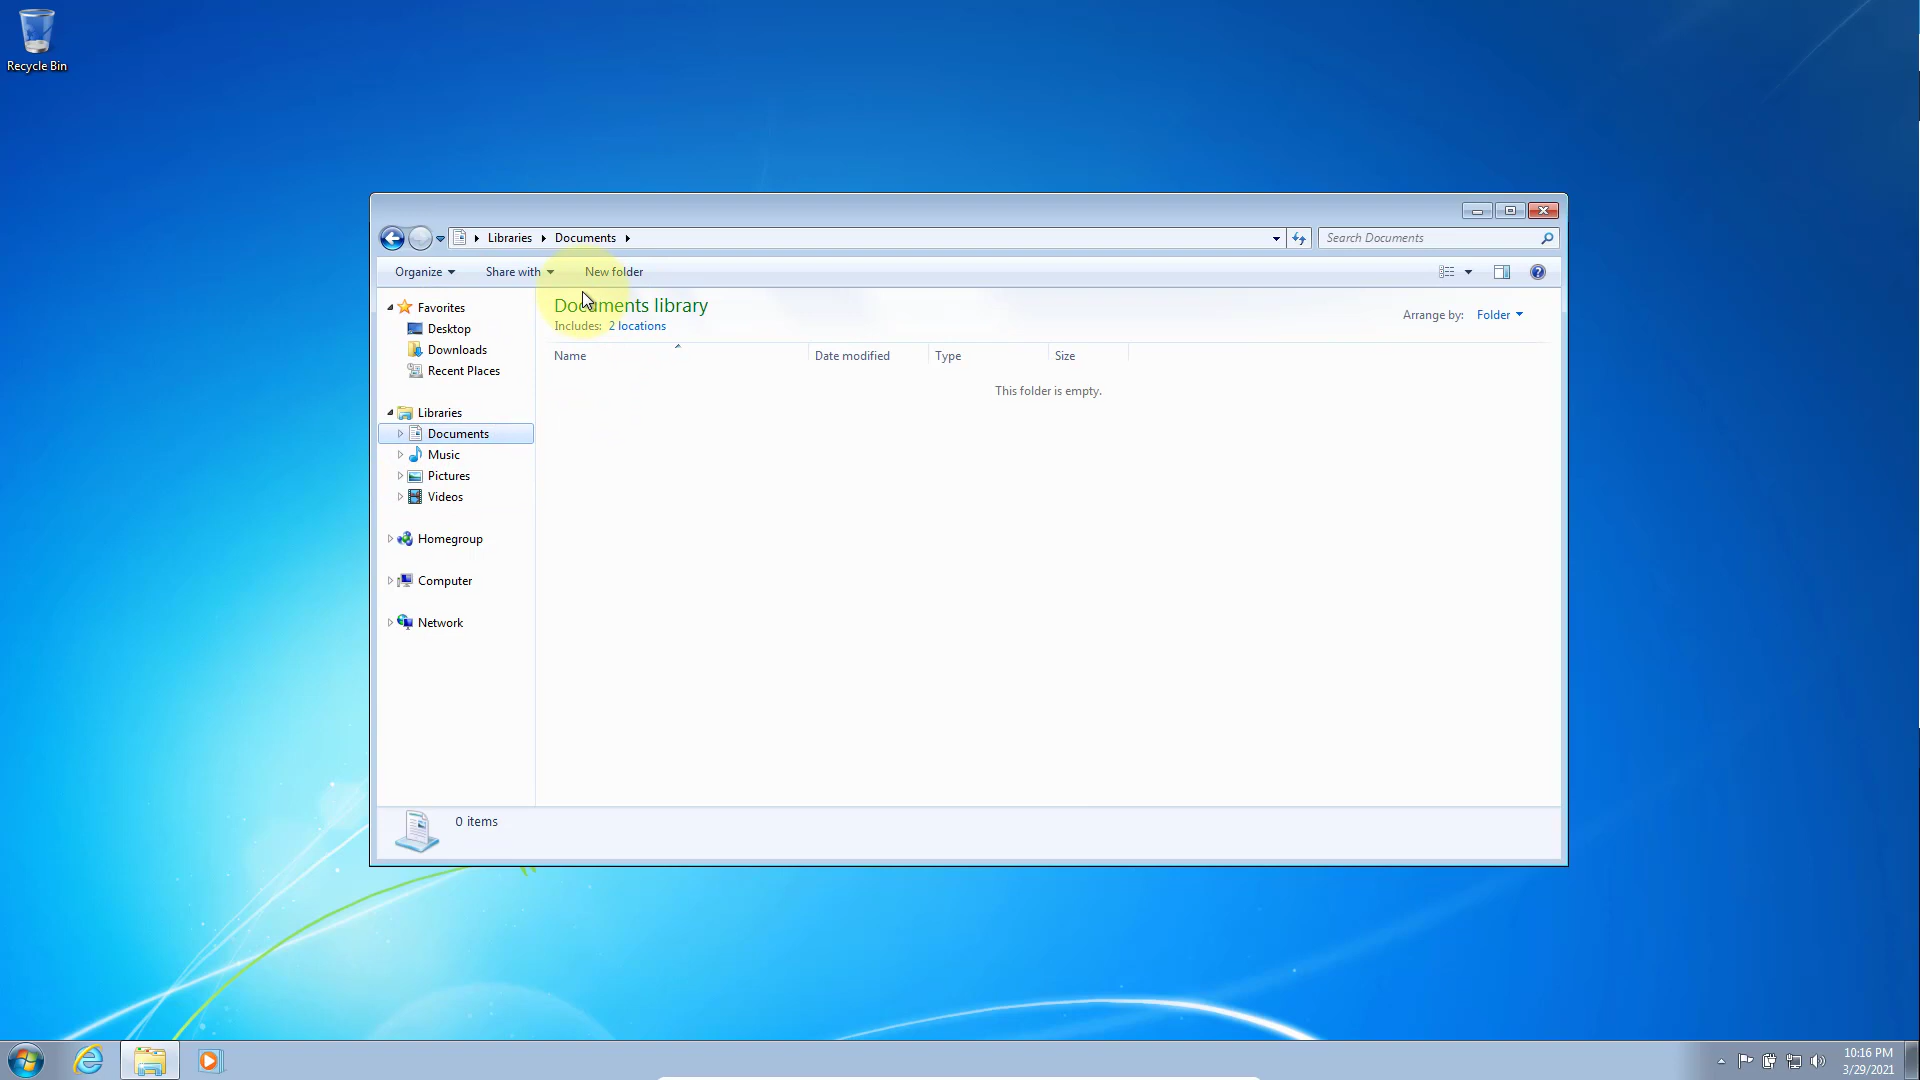 Recycle Bin
Libraries Documents
Search Documents
Organize Share with New folder
Documents library
Includes: 2 locations
Arrange by: Folder
Name Date modified Type Size
This folder is empty.
Favorites
Desktop
Downloads
Recent Places
Libraries
Documents
Music
Pictures
Videos
Homegroup
Computer
Network
0 items
10:16 PM
3/29/2021